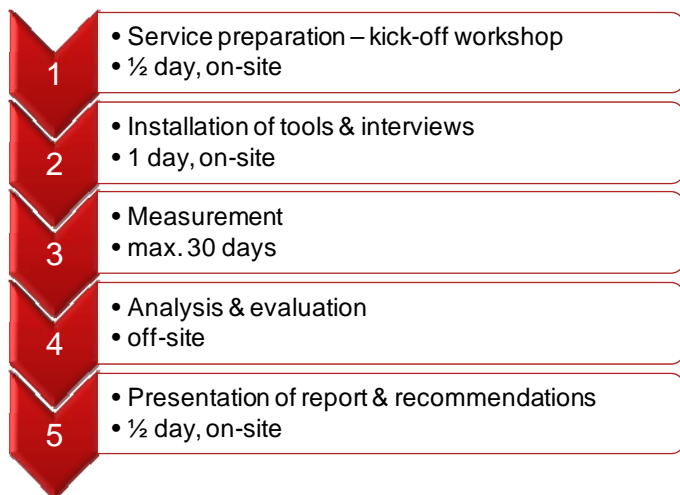 1
• Service preparation – kick-off workshop
• ½ day, on-site
2
• Installation of tools & interviews
• 1 day, on-site
3
• Measurement
• max. 30 days
4
• Analysis & evaluation
• off-site
5
• Presentation of report & recommendations
• ½ day, on-site